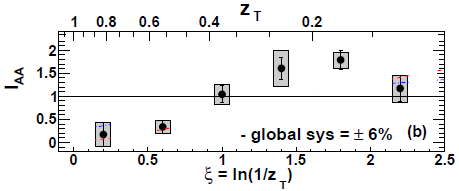 z_T
1 0.8 0.6 0.4 0.2
I_AA
2
1.5
1
0.5
0
- global sys = ± 6% (b)
0 0.5 1 1.5 2 2.5
ξ = ln(1/z_T)